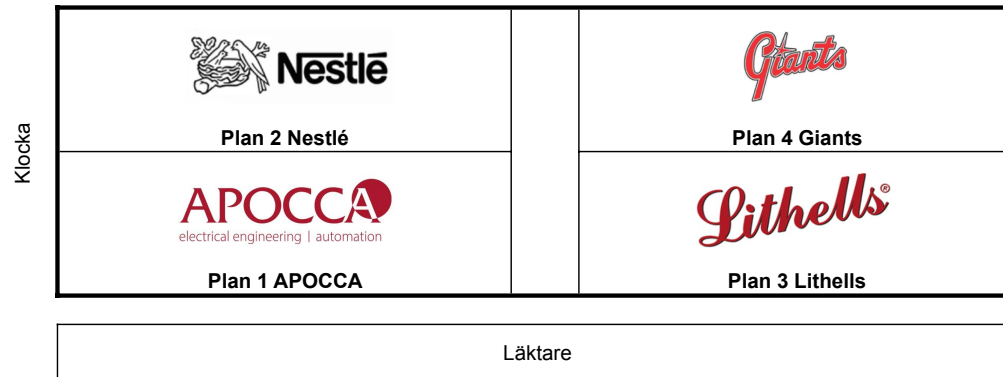 Klocka
Nestlé
Plan 2 Nestlé
Giants
Plan 4 Giants
APOCCA
electrical engineering | automation
Plan 1 APOCCA
Lithells®
Plan 3 Lithells
Läktare